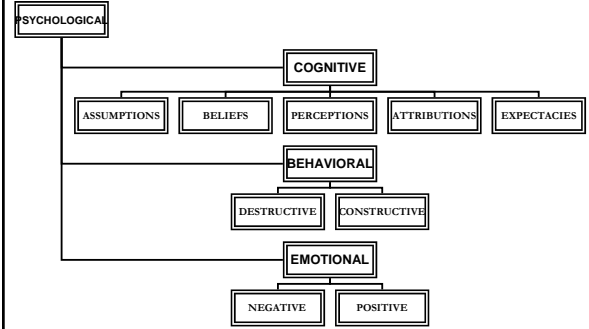 PSYCHOLOGICAL
COGNITIVE
ASSUMPTIONS BELIEFS PERCEPTIONS ATTRIBUTIONS EXPECTACIES
BEHAVIORAL
DESTRUCTIVE CONSTRUCTIVE
EMOTIONAL
NEGATIVE POSITIVE